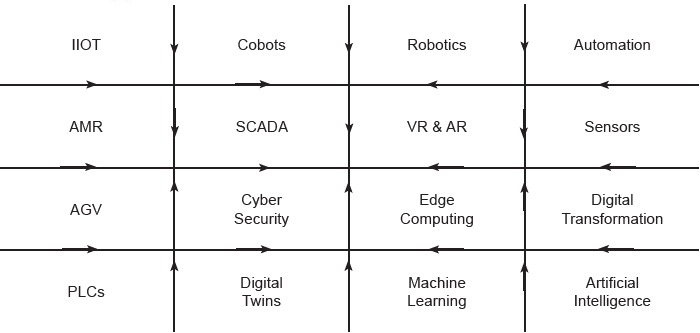 IIOT
Cobots
Robotics
Automation
AMR
SCADA
VR & AR
Sensors
AGV
Cyber
Security
Edge
Computing
Digital
Transformation
PLCs
Digital
Twins
Machine
Learning
Artificial
Intelligence